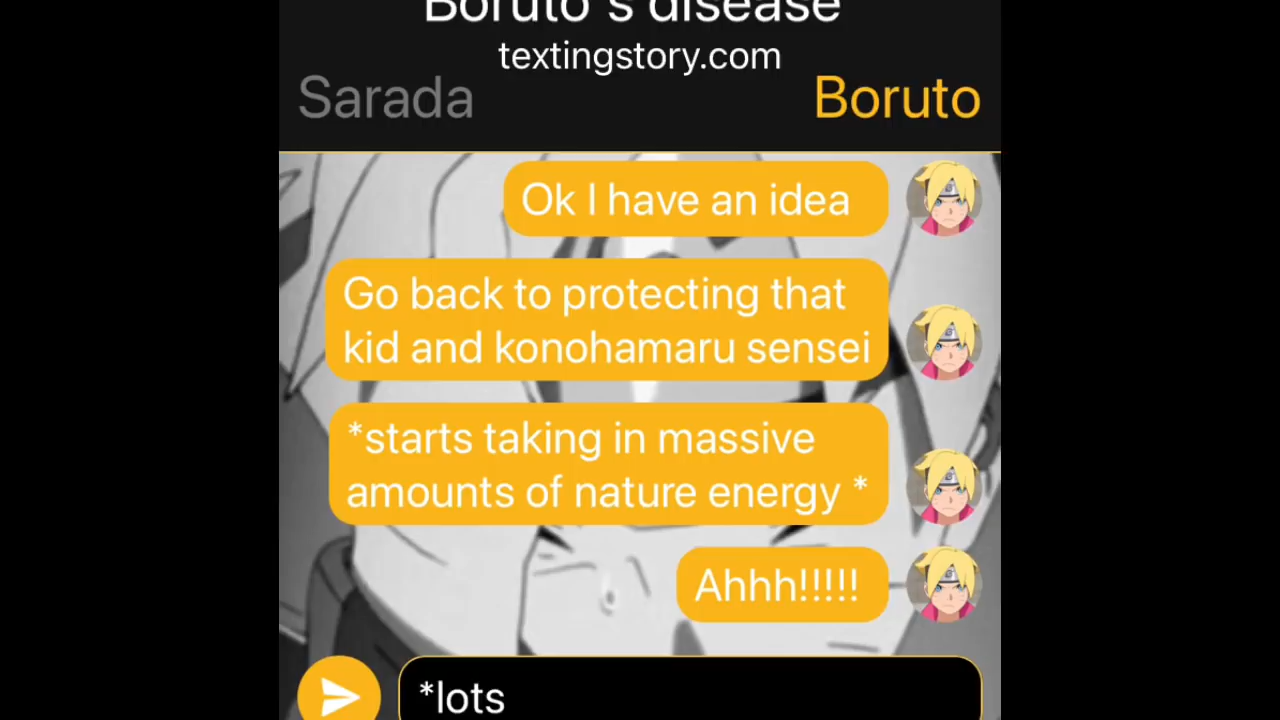 Boruto's disease
textingstory.com
Sarada
Boruto
Ok I have an idea
Go back to protecting that
kid and konohamaru sensei
*starts taking in massive
amounts of nature energy *
Ahhh!!!!!
*lots